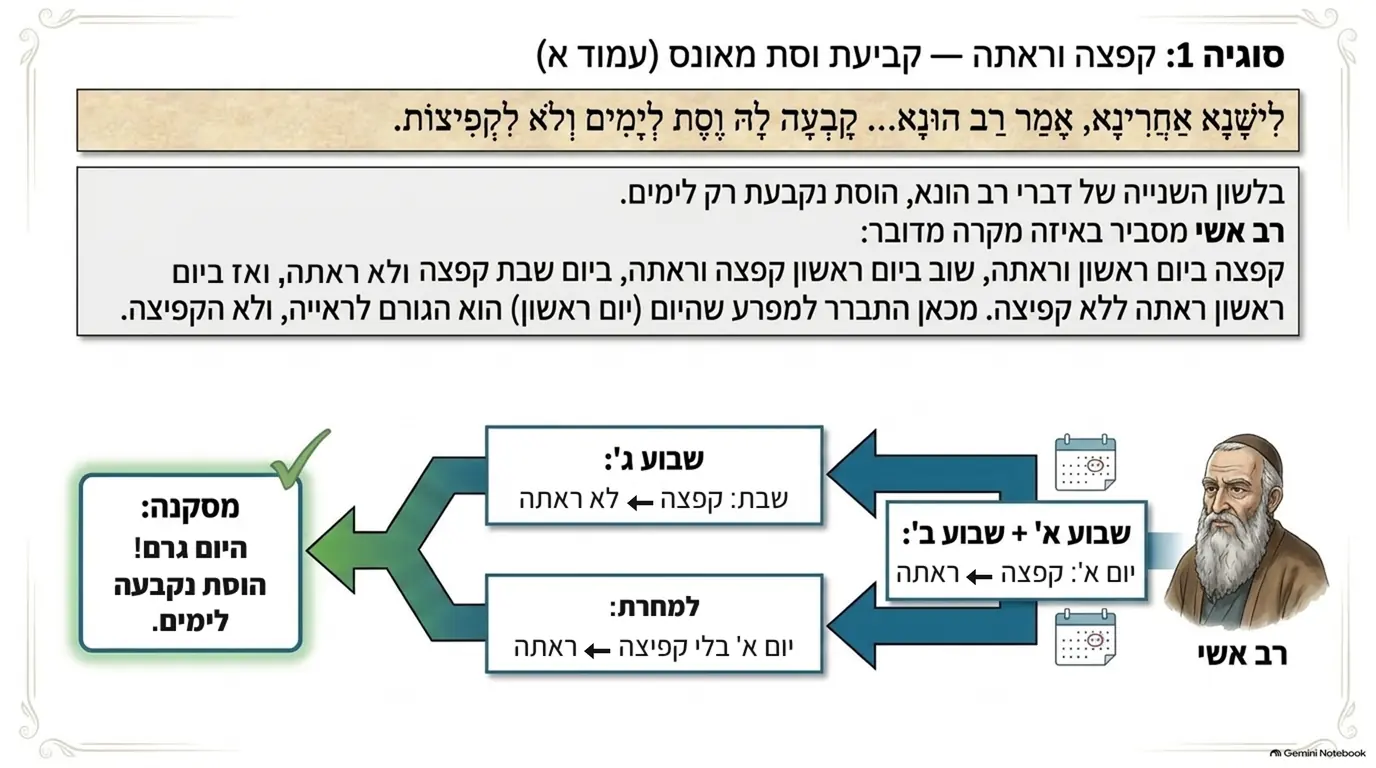 סוגיה 1: קפצה וראתה — קביעת וסת מאונס (עמוד א)
לִישָּׁנָא אַחֲרִינָא, אָמַר רַב הוּנָא... קָבְעָה לָהּ וֶסֶת לְיָמִים וְלֹא לִקְפִיצוֹת.
בלשון השנייה של דברי רב הונא, הוסת נקבעת רק לימים.
רב אשי מסביר באיזה מקרה מדובר:
קפצה ביום ראשון וראתה, שוב ביום ראשון קפצה וראתה, ביום שבת קפצה ולא ראתה, ואז ביום
ראשון ראתה ללא קפיצה. מכאן התברר למפרע שהיום (יום ראשון) הוא הגורם לראייה, ולא הקפיצה.
רב אשי
שבוע א' + שבוע ב':
יום א': קפצה ← ראתה
שבוע ג':
שבת: קפצה ← לא ראתה
למחרת:
יום א' בלי קפיצה ← ראתה
מסקנה:
היום גרם!
הוסת נקבעה
לימים.
Gemini Notebook